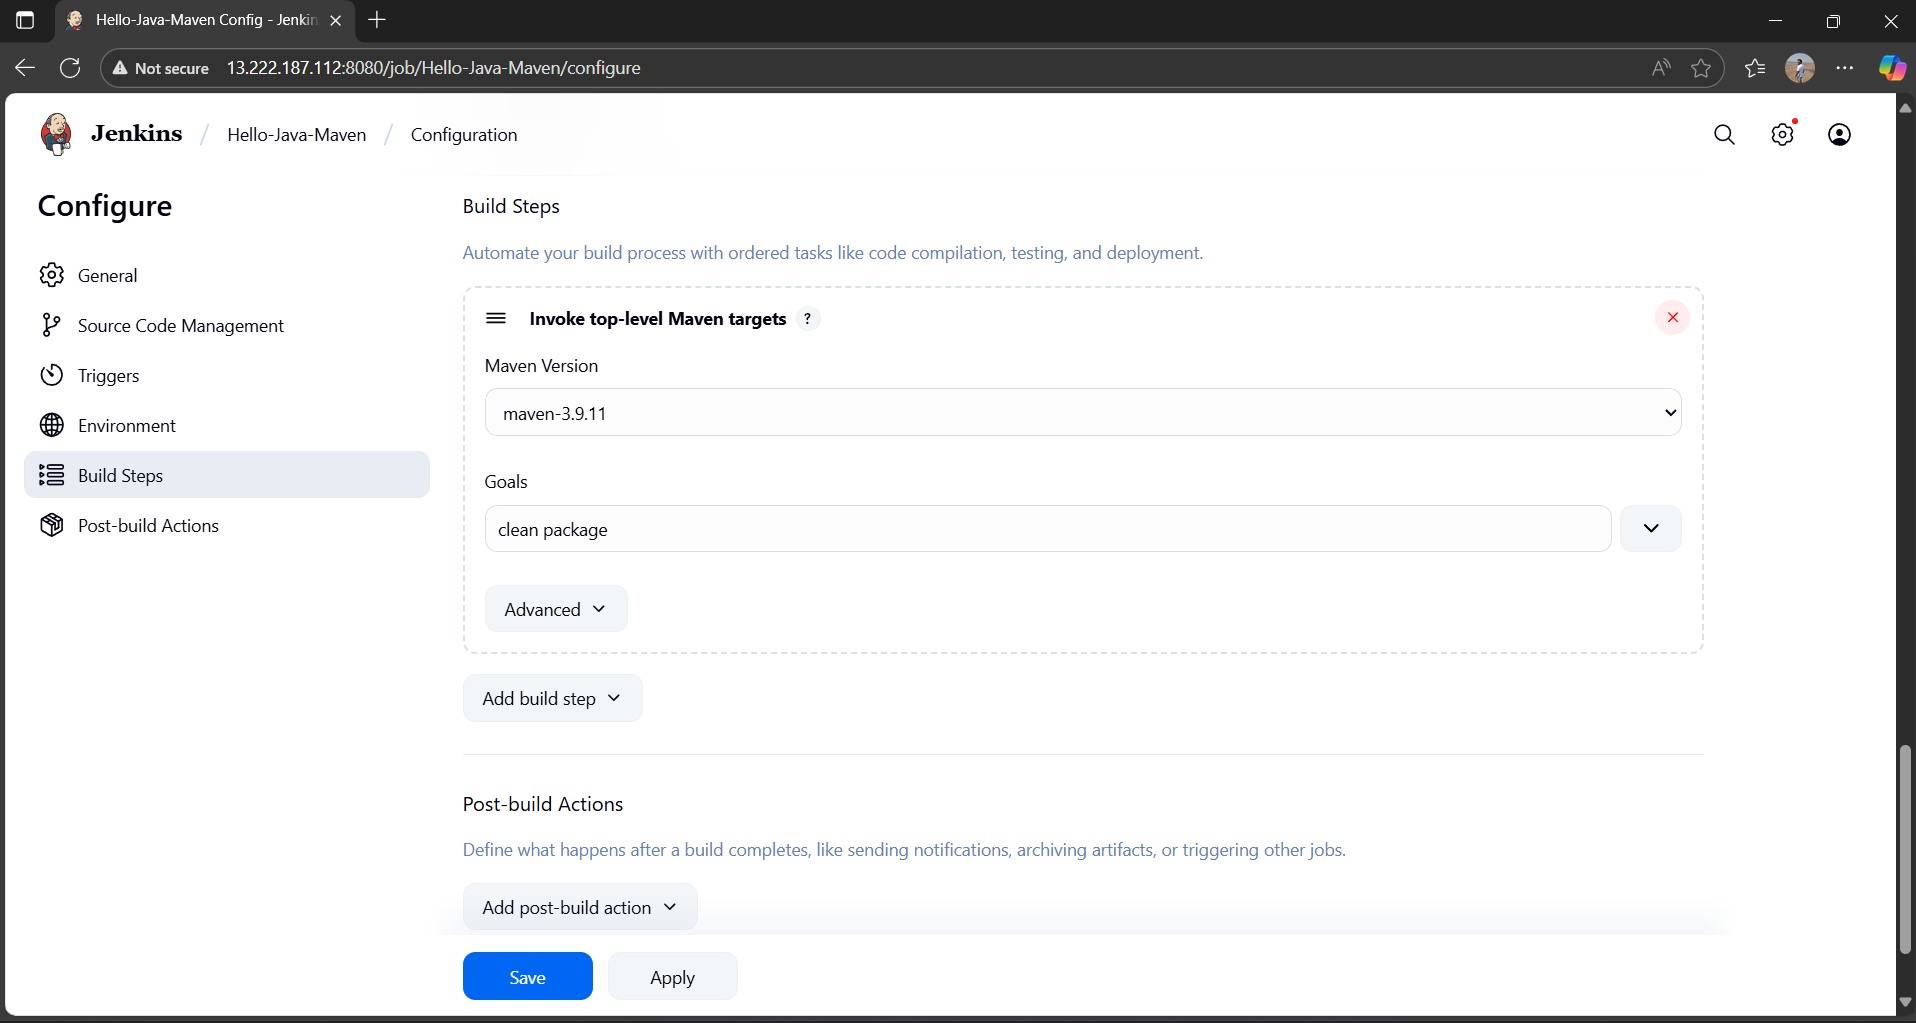 Hello-Java-Maven Config - Jenkin
Not secure 13.222.187.112:8080/job/Hello-Java-Maven/configure
Jenkins / Hello-Java-Maven / Configuration
Configure
General
Source Code Management
Triggers
Environment
Build Steps
Post-build Actions
Build Steps
Automate your build process with ordered tasks like code compilation, testing, and deployment.
Invoke top-level Maven targets ?
Maven Version
maven-3.9.11
Goals
clean package
Advanced
Add build step
Post-build Actions
Define what happens after a build completes, like sending notifications, archiving artifacts, or triggering other jobs.
Add post-build action
Save Apply